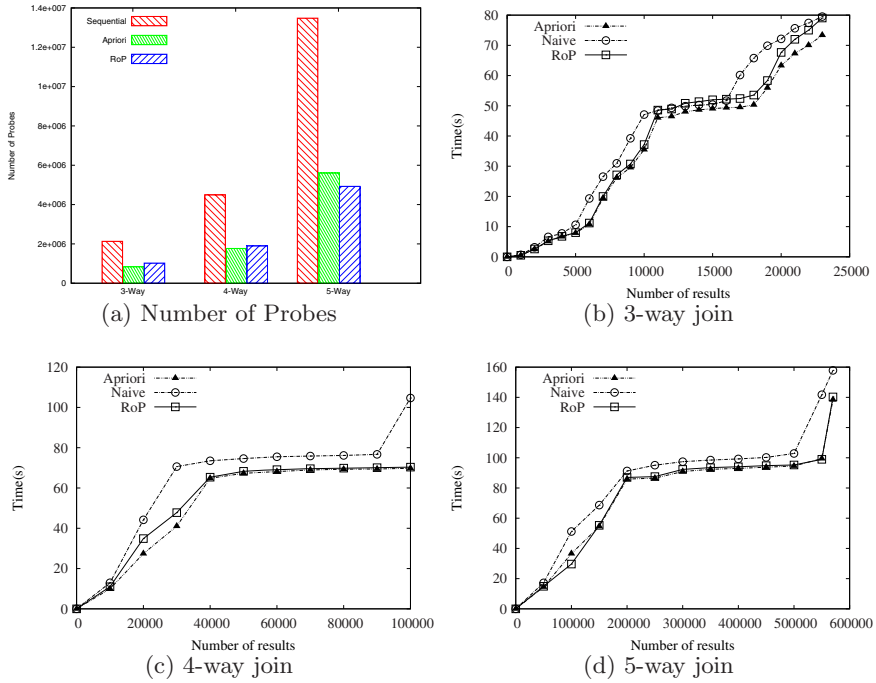 1.4e+007
1.2e+007
1e+007
8e+006
6e+006
4e+006
2e+006
0
Number of Probes
Sequential
Apriori
RoP
3-Way
4-Way
5-Way
(a) Number of Probes
80
70
60
50
40
30
20
10
0
Time(s)
Apriori
Naive
RoP
0
5000
10000
15000
20000
25000
Number of results
(b) 3-way join
120
100
80
60
40
20
0
Time(s)
Apriori
Naive
RoP
0
20000
40000
60000
80000
100000
Number of results
(c) 4-way join
160
140
120
100
80
60
40
20
0
Time(s)
Apriori
Naive
RoP
0
100000
200000
300000
400000
500000
600000
Number of results
(d) 5-way join